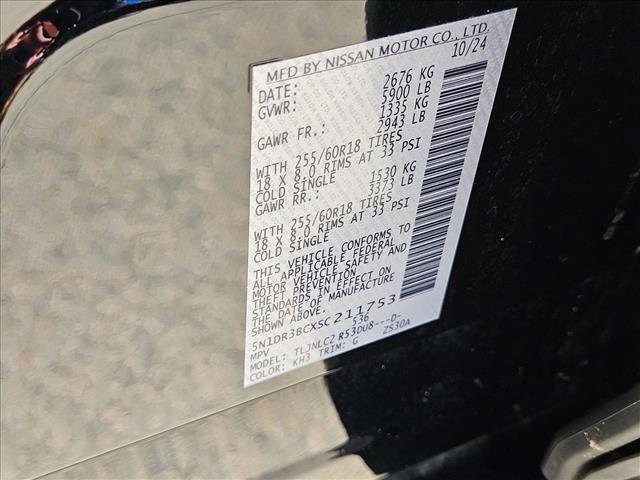 MFD BY NISSAN MOTOR CO., LTD.
DATE: 10/24
GVWR: 2676 KG
5900 LB
GAWR FR.: 1335 KG
2943 LB
WITH 255/60R18 TIRES
18 X 8.0 RIMS AT 33 PSI
COLD SINGLE
GAWR RR.: 1530 KG
3373 LB
WITH 255/60R18 TIRES
18 X 8.0 RIMS AT 33 PSI
COLD SINGLE
THIS VEHICLE CONFORMS TO
ALL APPLICABLE FEDERAL
MOTOR VEHICLE SAFETY AND
THEFT PREVENTION
STANDARDS IN EFFECT ON
DATE OF MANUFACTURE
SHOWN ABOVE.
5N1DR3BCXSC211753
MPV 536
MODEL: TLJNLC2 R53DU8---D-
COLOR: KH3 TRIM: G ZS30A